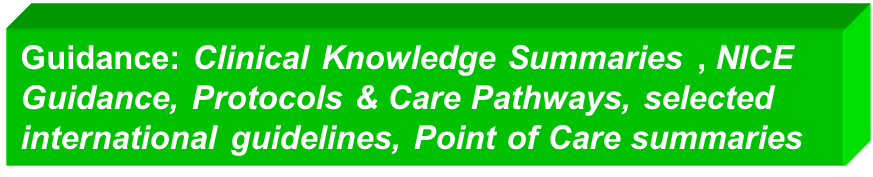 Guidance: Clinical Knowledge Summaries , NICE
Guidance, Protocols & Care Pathways, selected
international guidelines, Point of Care summaries